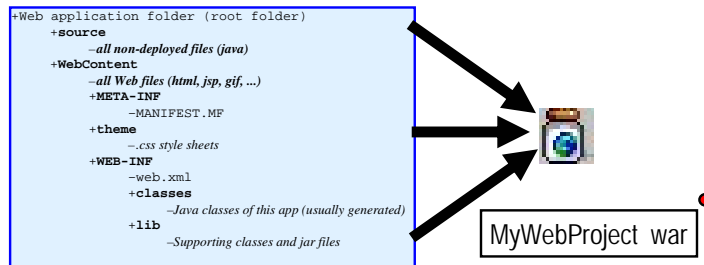 +Web application folder (root folder)
+source
–all non-deployed files (java)
+WebContent
–all Web files (html, jsp, gif, ...)
+META-INF
–MANIFEST.MF
+theme
–.css style sheets
+WEB-INF
–web.xml
+classes
–Java classes of this app (usually generated)
+lib
–Supporting classes and jar files
MyWebProject war